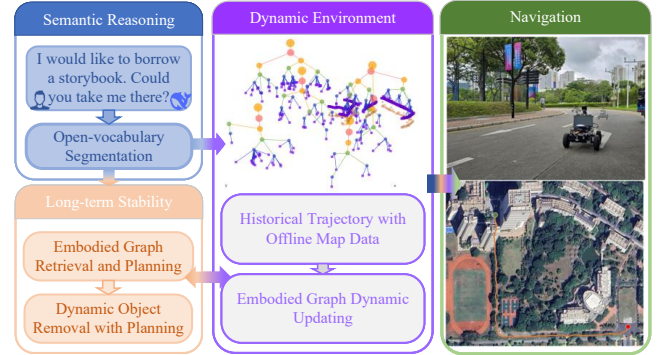 Semantic Reasoning
I would like to borrow
a storybook. Could
you take me there?
Open-vocabulary
Segmentation
Long-term Stability
Embodied Graph
Retrieval and Planning
Dynamic Object
Removal with Planning
Dynamic Environment
Historical Trajectory with
Offline Map Data
Embodied Graph Dynamic
Updating
Navigation